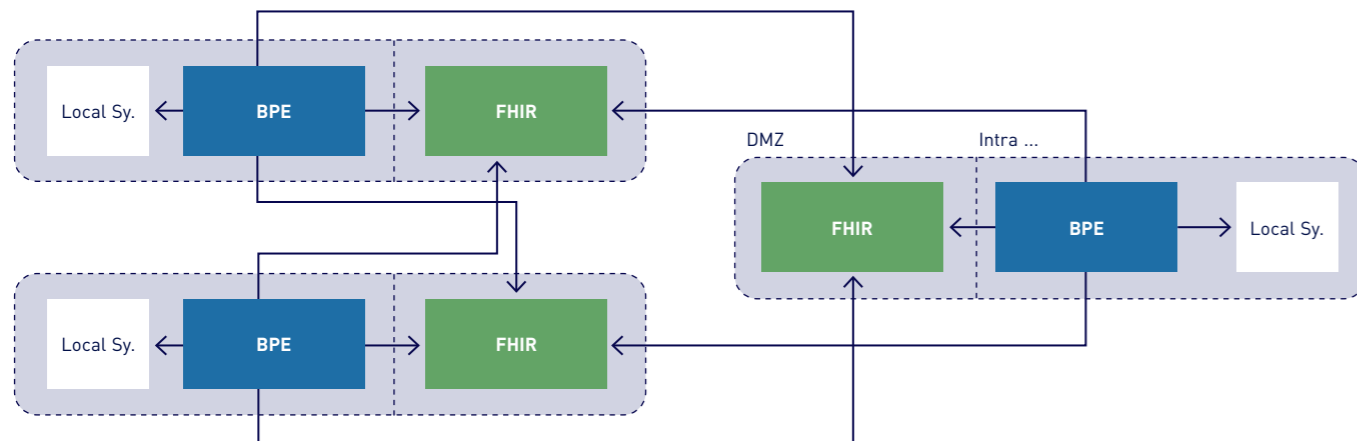 Local Sy.
BPE
FHIR
DMZ
Intra ...
FHIR
BPE
Local Sy.
Local Sy.
BPE
FHIR